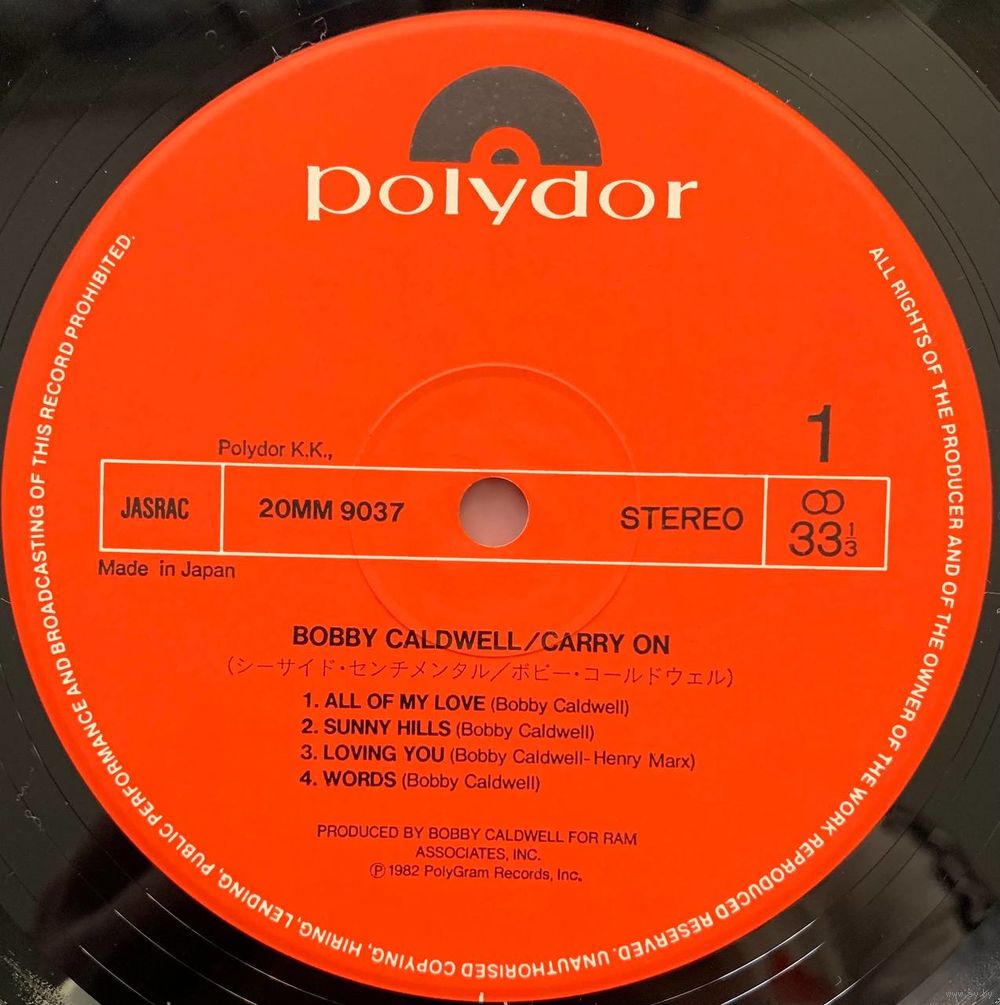 polydor
ALL RIGHTS OF THE PRODUCER AND OF THE OWNER OF THE WORK REPRODUCED RESERVED. UNAUTHORISED COPYING, HIRING, LENDING, PUBLIC PERFORMANCE AND BROADCASTING OF THIS RECORD PROHIBITED.
1
Polydor K.K.,
JASRAC 20MM 9037 STEREO 33⅓
Made in Japan
BOBBY CALDWELL/CARRY ON
(シーサイド・センチメンタル/ボビー・コールドウェル)
1. ALL OF MY LOVE (Bobby Caldwell)
2. SUNNY HILLS (Bobby Caldwell)
3. LOVING YOU (Bobby Caldwell-Henry Marx)
4. WORDS (Bobby Caldwell)
PRODUCED BY BOBBY CALDWELL FOR RAM
ASSOCIATES, INC.
℗ 1982 PolyGram Records, Inc.